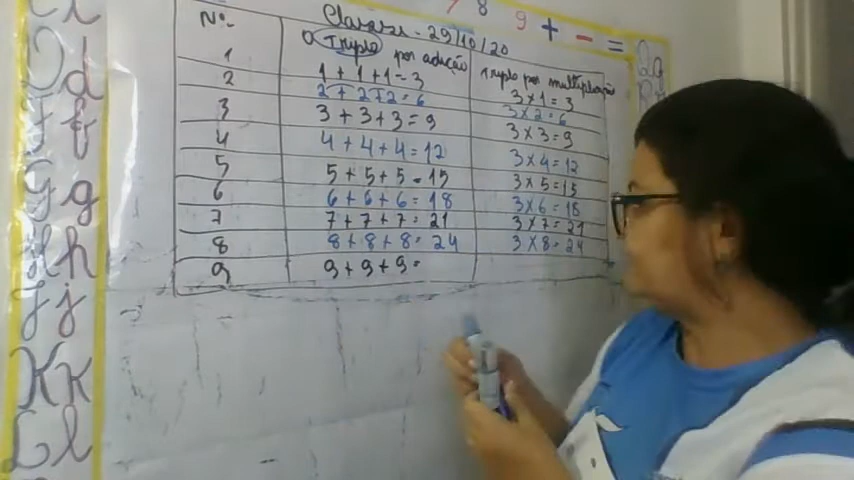 8 9 + - =
Nº.
29/10/20
O Triplo por adição
Triplo por multiplicação
1 1 + 1 + 1 = 3 3 x 1 = 3
2 2 + 2 + 2 = 6 3 x 2 = 6
3 3 + 3 + 3 = 9 3 x 3 = 9
4 4 + 4 + 4 = 12 3 x 4 = 12
5 5 + 5 + 5 = 15 3 x 5 = 15
6 6 + 6 + 6 = 18 3 x 6 = 18
7 7 + 7 + 7 = 21 3 x 7 = 21
8 8 + 8 + 8 = 24 3 x 8 = 24
9 9 + 9 + 9 =
d
G g
h
J j
K k
L l